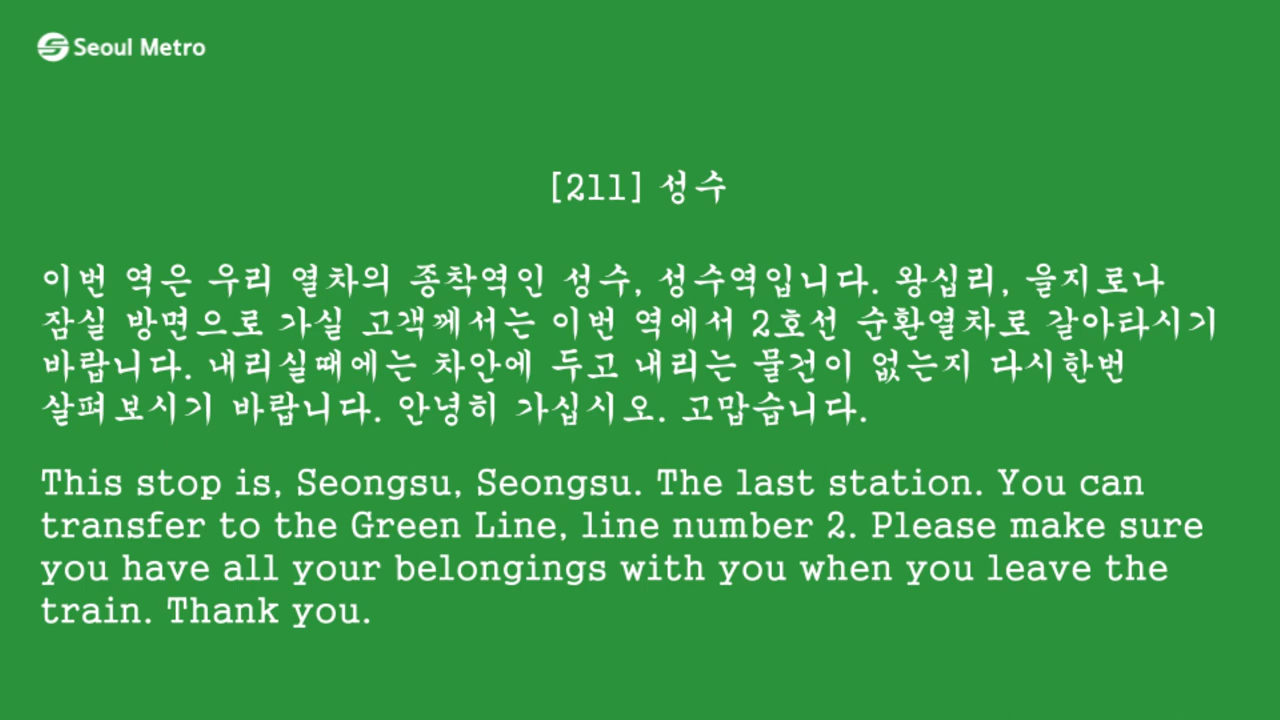 Seoul Metro
[211] 성수
이번 역은 우리 열차의 종착역인 성수, 성수역입니다. 왕십리, 을지로나
잠실 방면으로 가실 고객께서는 이번 역에서 2호선 순환열차로 갈아타시기
바랍니다. 내리실때에는 차안에 두고 내리는 물건이 없는지 다시한번
살펴보시기 바랍니다. 안녕히 가십시오. 고맙습니다.
This stop is, Seongsu, Seongsu. The last station. You can
transfer to the Green Line, line number 2. Please make sure
you have all your belongings with you when you leave the
train. Thank you.